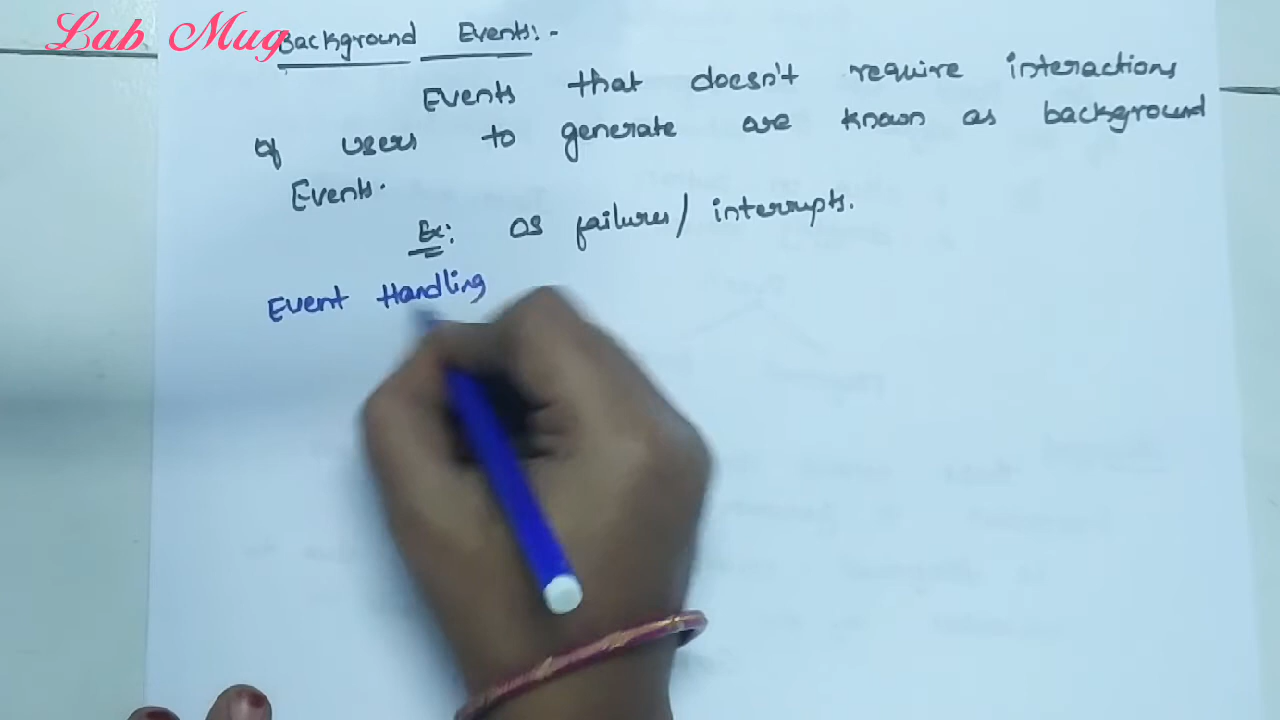 Lab Mug
Background Events:-
Events that doesn't require interactions
of users to generate are known as background
Events.
Ex: OS failures/interrupts.
Event Handling